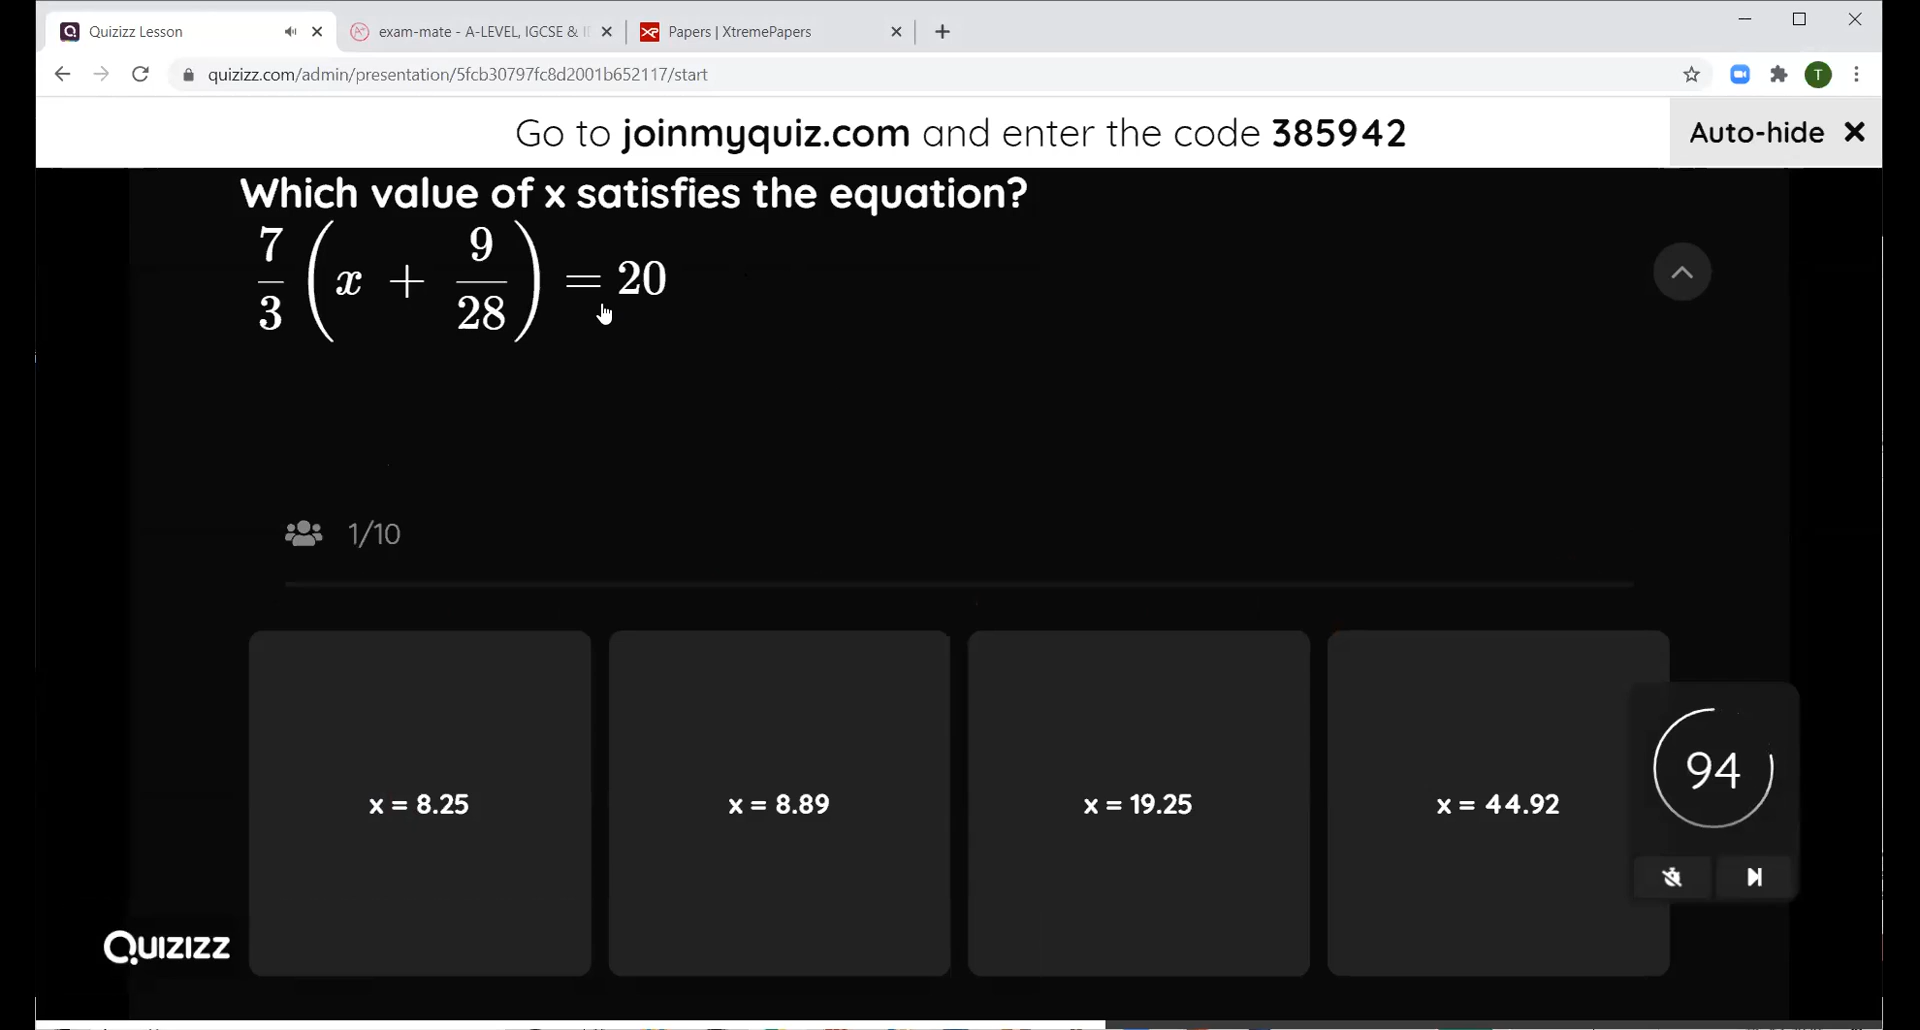 Quizizz Lesson
exam-mate - A-LEVEL, IGCSE &
Papers | XtremePapers
quizizz.com/admin/presentation/5fcb30797fc8d2001b652117/start
T
Go to joinmyquiz.com and enter the code 385942
Auto-hide
Which value of x satisfies the equation?
7/3 (x + 9/28) = 20
1/10
x = 8.25
x = 8.89
x = 19.25
x = 44.92
94
Quizizz